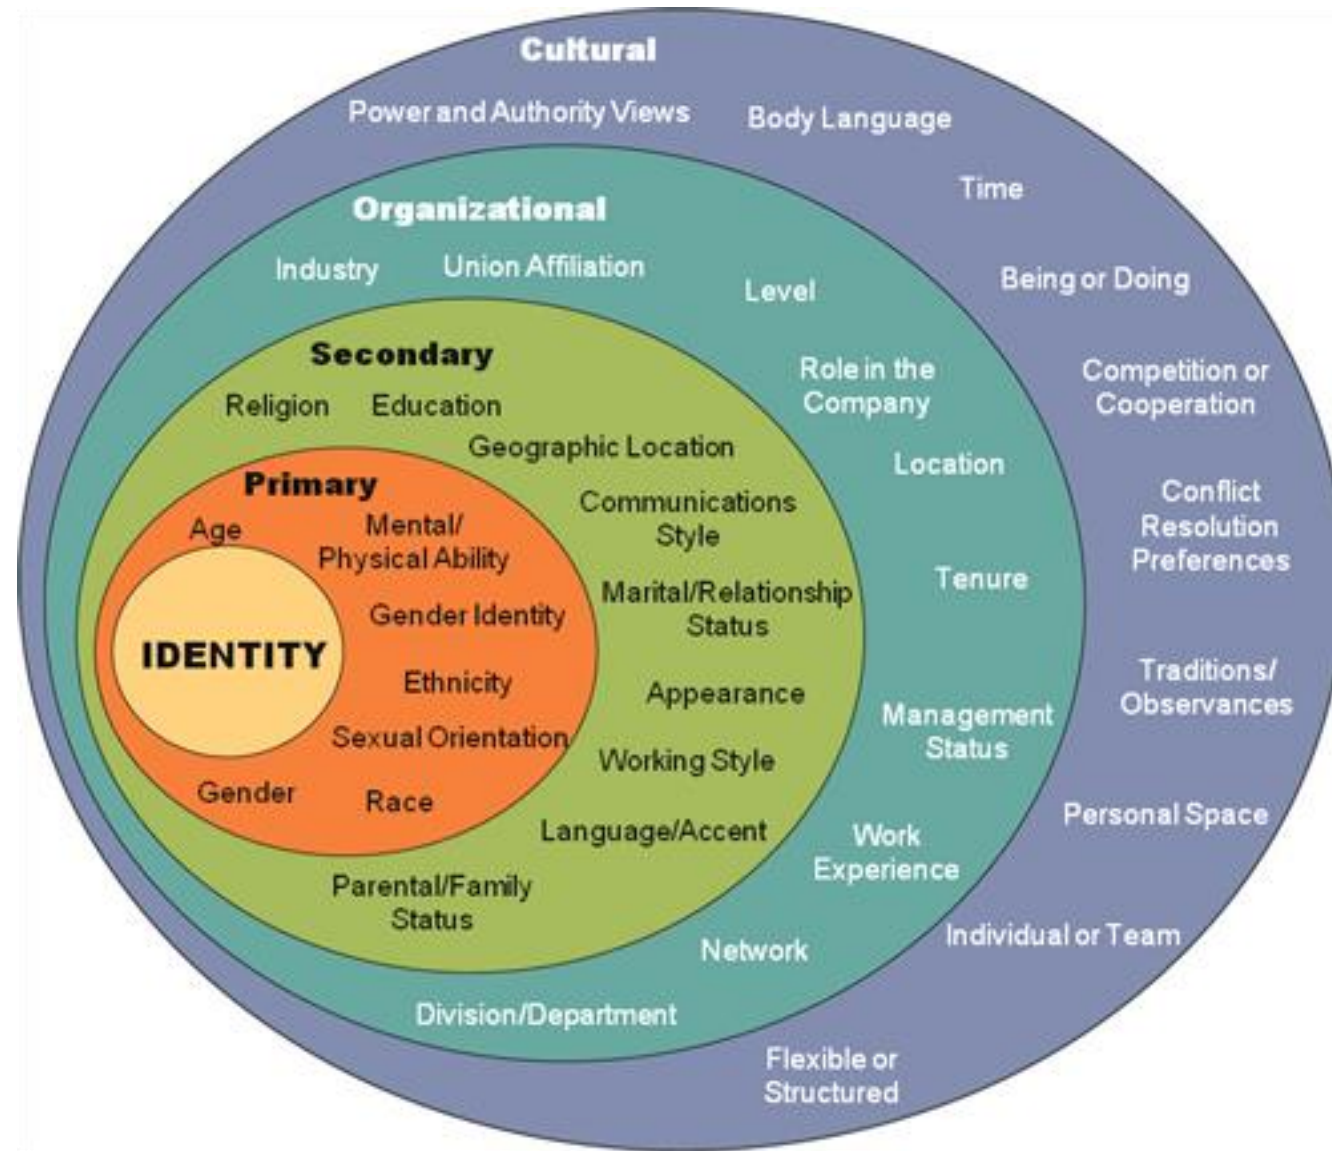 Cultural
Power and Authority Views
Body Language
Time
Being or Doing
Competition or
Cooperation
Conflict
Resolution
Preferences
Traditions/
Observances
Personal Space
Individual or Team
Flexible or
Structured
Organizational
Industry
Union Affiliation
Level
Role in the
Company
Location
Tenure
Management
Status
Work
Experience
Network
Division/Department
Secondary
Religion
Education
Geographic Location
Communications
Style
Marital/Relationship
Status
Appearance
Working Style
Language/Accent
Parental/Family
Status
Primary
Age
Mental/
Physical Ability
Gender Identity
Ethnicity
Sexual Orientation
Race
Gender
IDENTITY